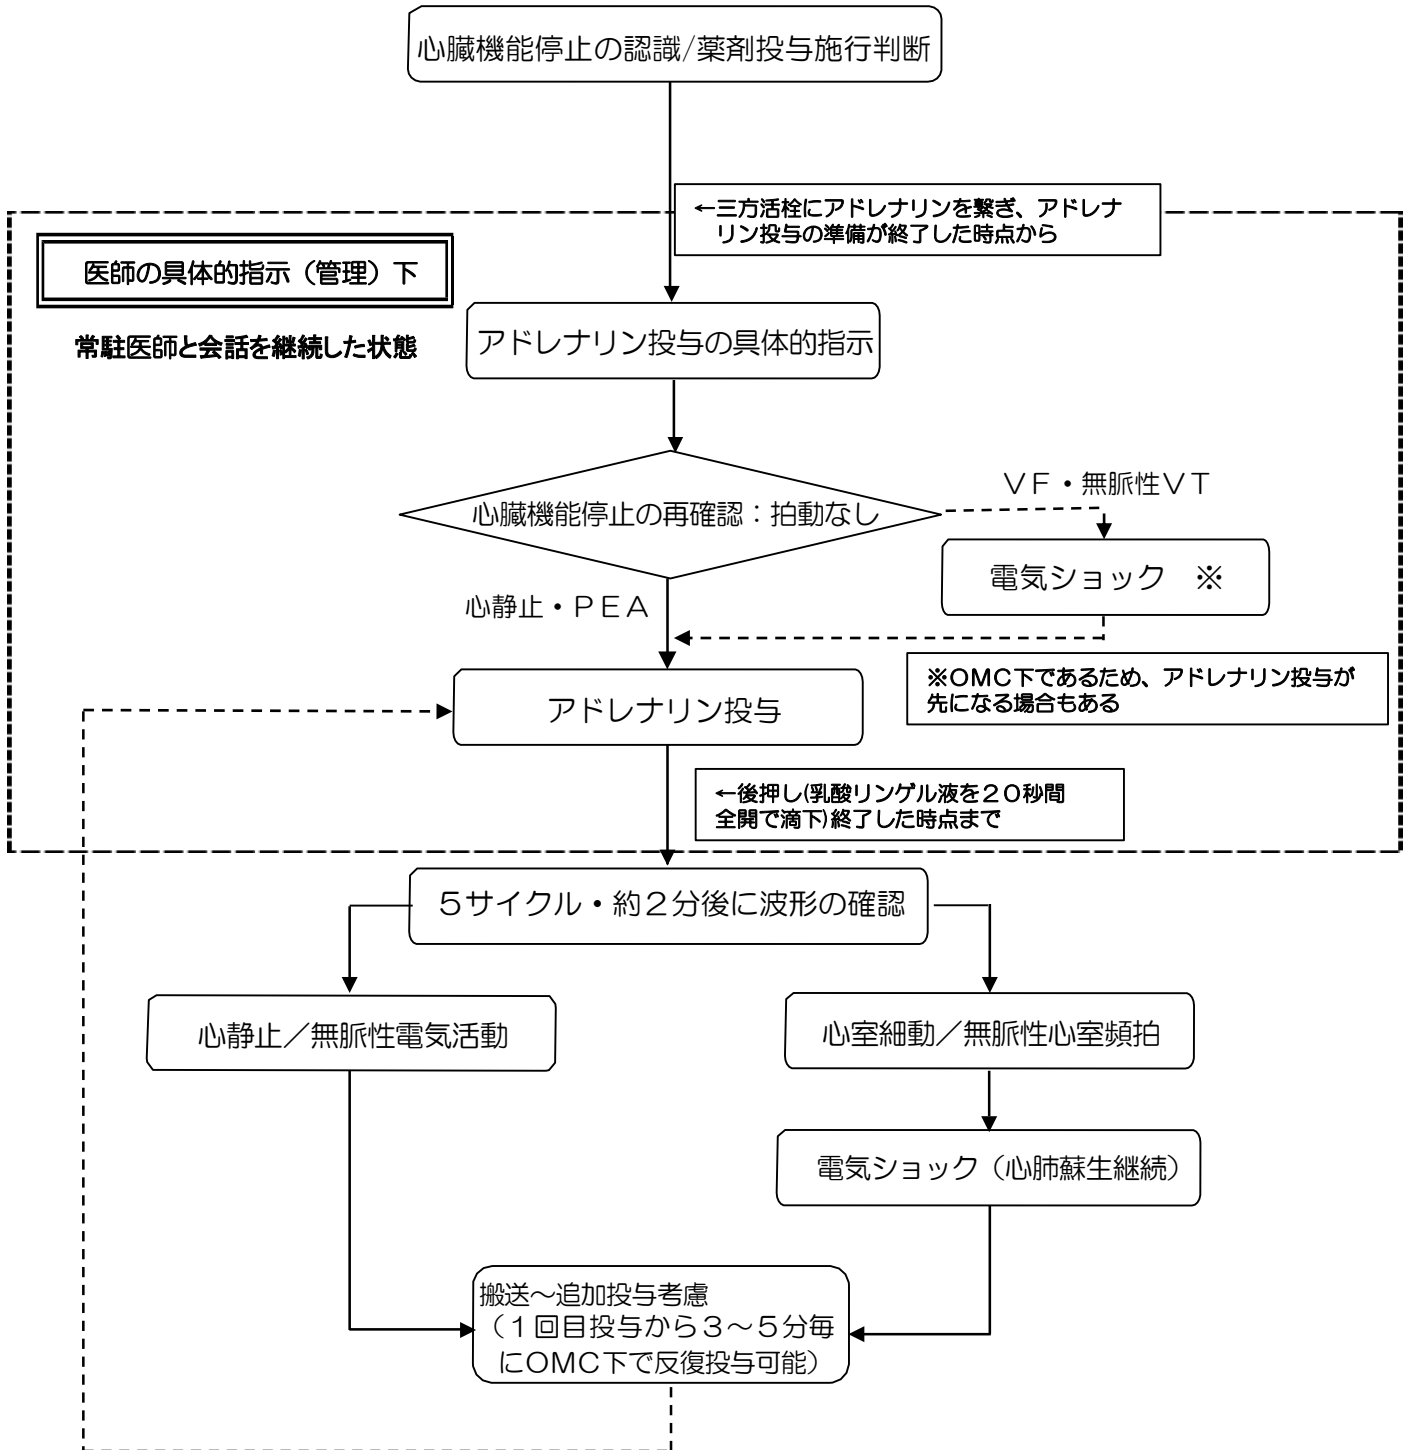 心臓機能停止の認識/薬剤投与施行判断
←三方活栓にアドレナリンを繋ぎ、アドレナ
リン投与の準備が終了した時点から
医師の具体的指示（管理）下
常駐医師と会話を継続した状態
アドレナリン投与の具体的指示
心臓機能停止の再確認：拍動なし
ＶＦ・無脈性ＶＴ
電気ショック　※
心静止・ＰＥＡ
※OMC下であるため、アドレナリン投与が
先になる場合もある
アドレナリン投与
←後押し(乳酸リンゲル液を２０秒間
全開で滴下)終了した時点まで
５サイクル・約２分後に波形の確認
心静止／無脈性電気活動
心室細動／無脈性心室頻拍
電気ショック（心肺蘇生継続）
搬送～追加投与考慮
（１回目投与から３～５分毎
にOMC下で反復投与可能）